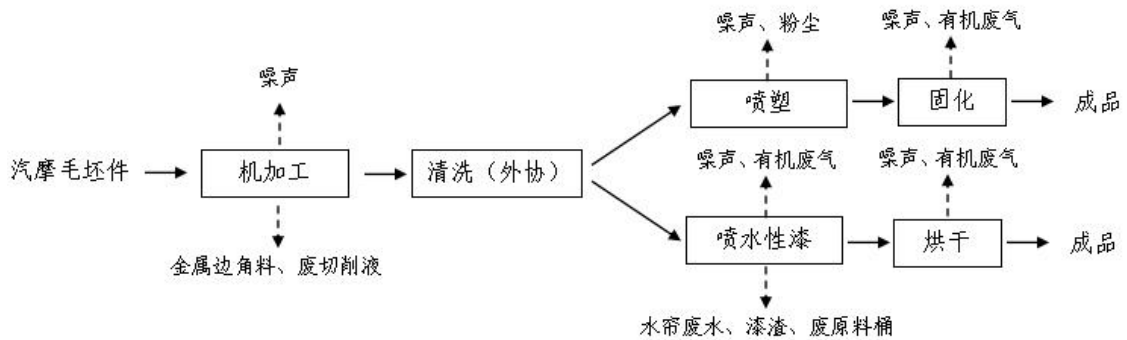 噪声、粉尘
噪声、有机废气
噪声
喷塑
固化
成品
汽摩毛坯件
机加工
清洗（外协）
噪声、有机废气
噪声、有机废气
喷水性漆
烘干
成品
金属边角料、废切削液
水帘废水、漆渣、废原料桶